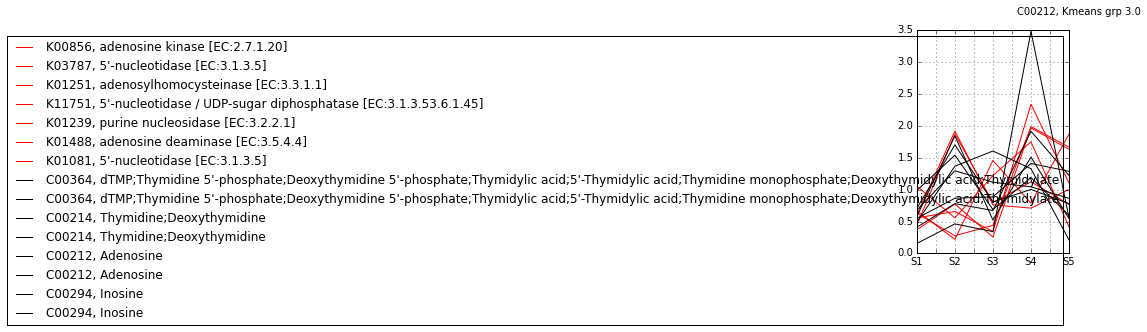 C00212, Kmeans grp 3.0
K00856, adenosine kinase [EC:2.7.1.20]
K03787, 5'-nucleotidase [EC:3.1.3.5]
K01251, adenosylhomocysteinase [EC:3.3.1.1]
K11751, 5'-nucleotidase / UDP-sugar diphosphatase [EC:3.1.3.53.6.1.45]
K01239, purine nucleosidase [EC:3.2.2.1]
K01488, adenosine deaminase [EC:3.5.4.4]
K01081, 5'-nucleotidase [EC:3.1.3.5]
C00364, dTMP;Thymidine 5'-phosphate;Deoxythymidine 5'-phosphate;Thymidylic acid;5'-Thymidylic acid;Thymidine monophosphate;Deoxythymidylic acid;Thymidylate
C00364, dTMP;Thymidine 5'-phosphate;Deoxythymidine 5'-phosphate;Thymidylic acid;5'-Thymidylic acid;Thymidine monophosphate;Deoxythymidylic acid;Thymidylate
C00214, Thymidine;Deoxythymidine
C00214, Thymidine;Deoxythymidine
C00212, Adenosine
C00212, Adenosine
C00294, Inosine
C00294, Inosine
3.5
3.0
2.5
2.0
1.5
1.0
0.5
0.0
S1 S2 S3 S4 S5